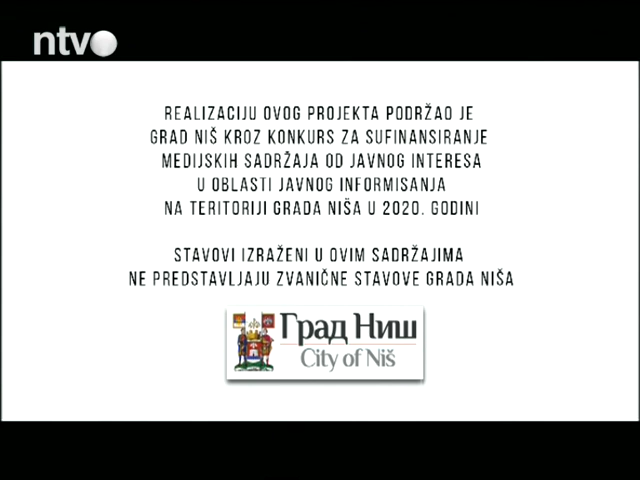 ntv
REALIZACIJU OVOG PROJEKTA PODRŽAO JE
GRAD NIŠ KROZ KONKURS ZA SUFINANSIRANJE
MEDIJSKIH SADRŽAJA OD JAVNOG INTERESA
U OBLASTI JAVNOG INFORMISANJA
NA TERITORIJI GRADA NIŠA U 2020. GODINI
STAVOVI IZRAŽENI U OVIM SADRŽAJIMA
NE PREDSTAVLJAJU ZVANIČNE STAVOVE GRADA NIŠA
Град Ниш
City of Niš